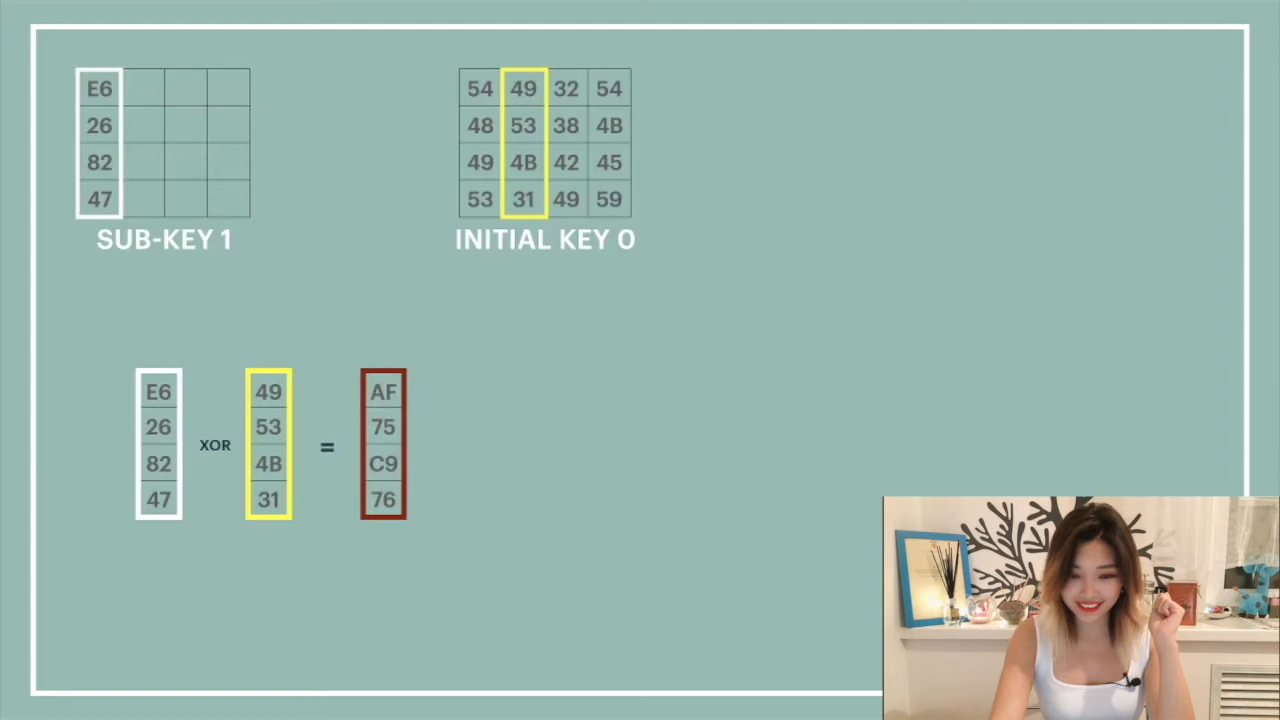 E6
26
82
47
SUB-KEY 1
54 49 32 54
48 53 38 4B
49 4B 42 45
53 31 49 59
INITIAL KEY 0
E6 49 AF
26 53 75
XOR =
82 4B C9
47 31 76